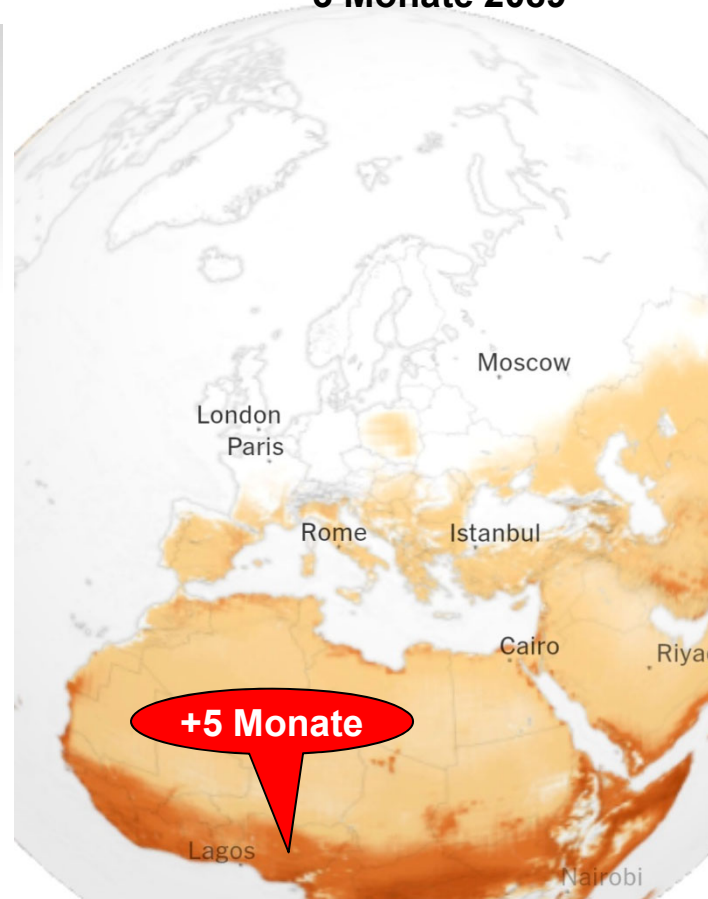 Moscow
London
Paris
Rome
Istanbul
Cairo
+5 Monate
Lagos
Nairobi